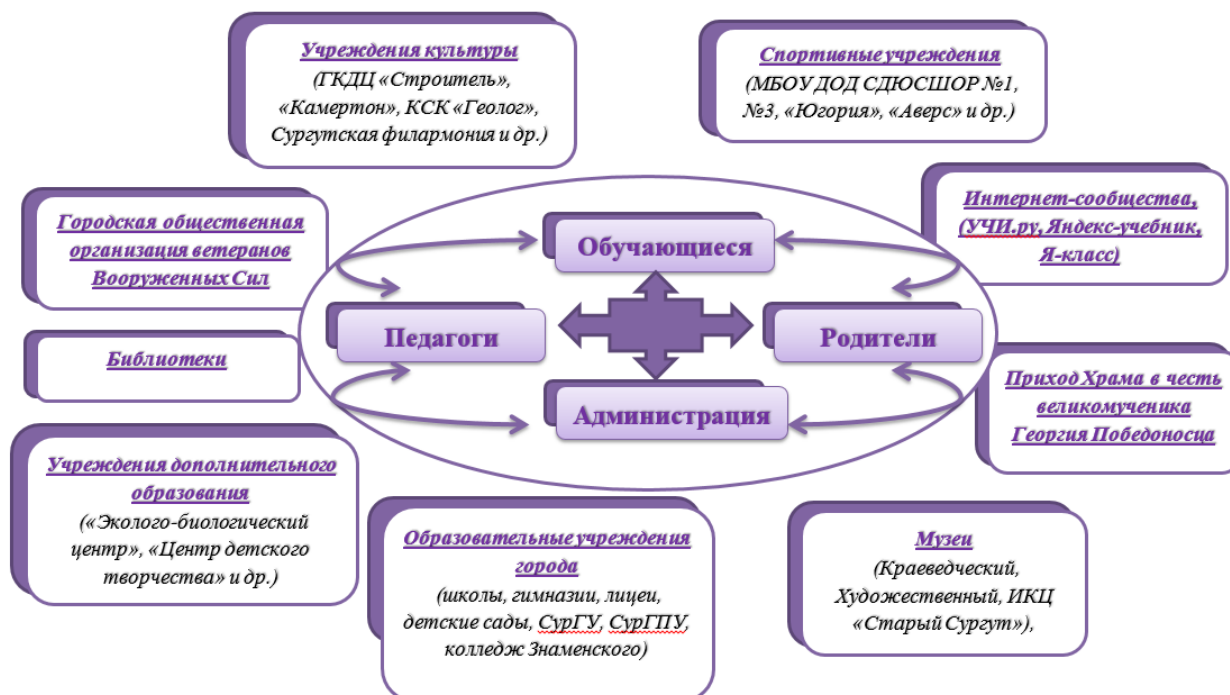 Учреждения культуры
(ГКДЦ «Строитель»,
«Камертон», КСК «Геолог»,
Сургутская филармония и др.)
Спортивные учреждения
(МБОУ ДОД СДЮСШОР №1,
№3, «Югория», «Аверс» и др.)
Городская общественная
организация ветеранов
Вооруженных Сил
Интернет-сообщества,
(УЧИ.ру, Яндекс-учебник,
Я-класс)
Обучающиеся
Педагоги
Родители
Администрация
Библиотеки
Приход Храма в честь
великомученика
Георгия Победоносца
Учреждения дополнительного
образования
(«Эколого-биологический
центр», «Центр детского
творчества» и др.)
Образовательные учреждения
города
(школы, гимназии, лицеи,
детские сады, СурГУ, СурГПУ,
колледж Знаменского)
Музеи
(Краеведческий,
Художественный, ИКЦ
«Старый Сургут»),